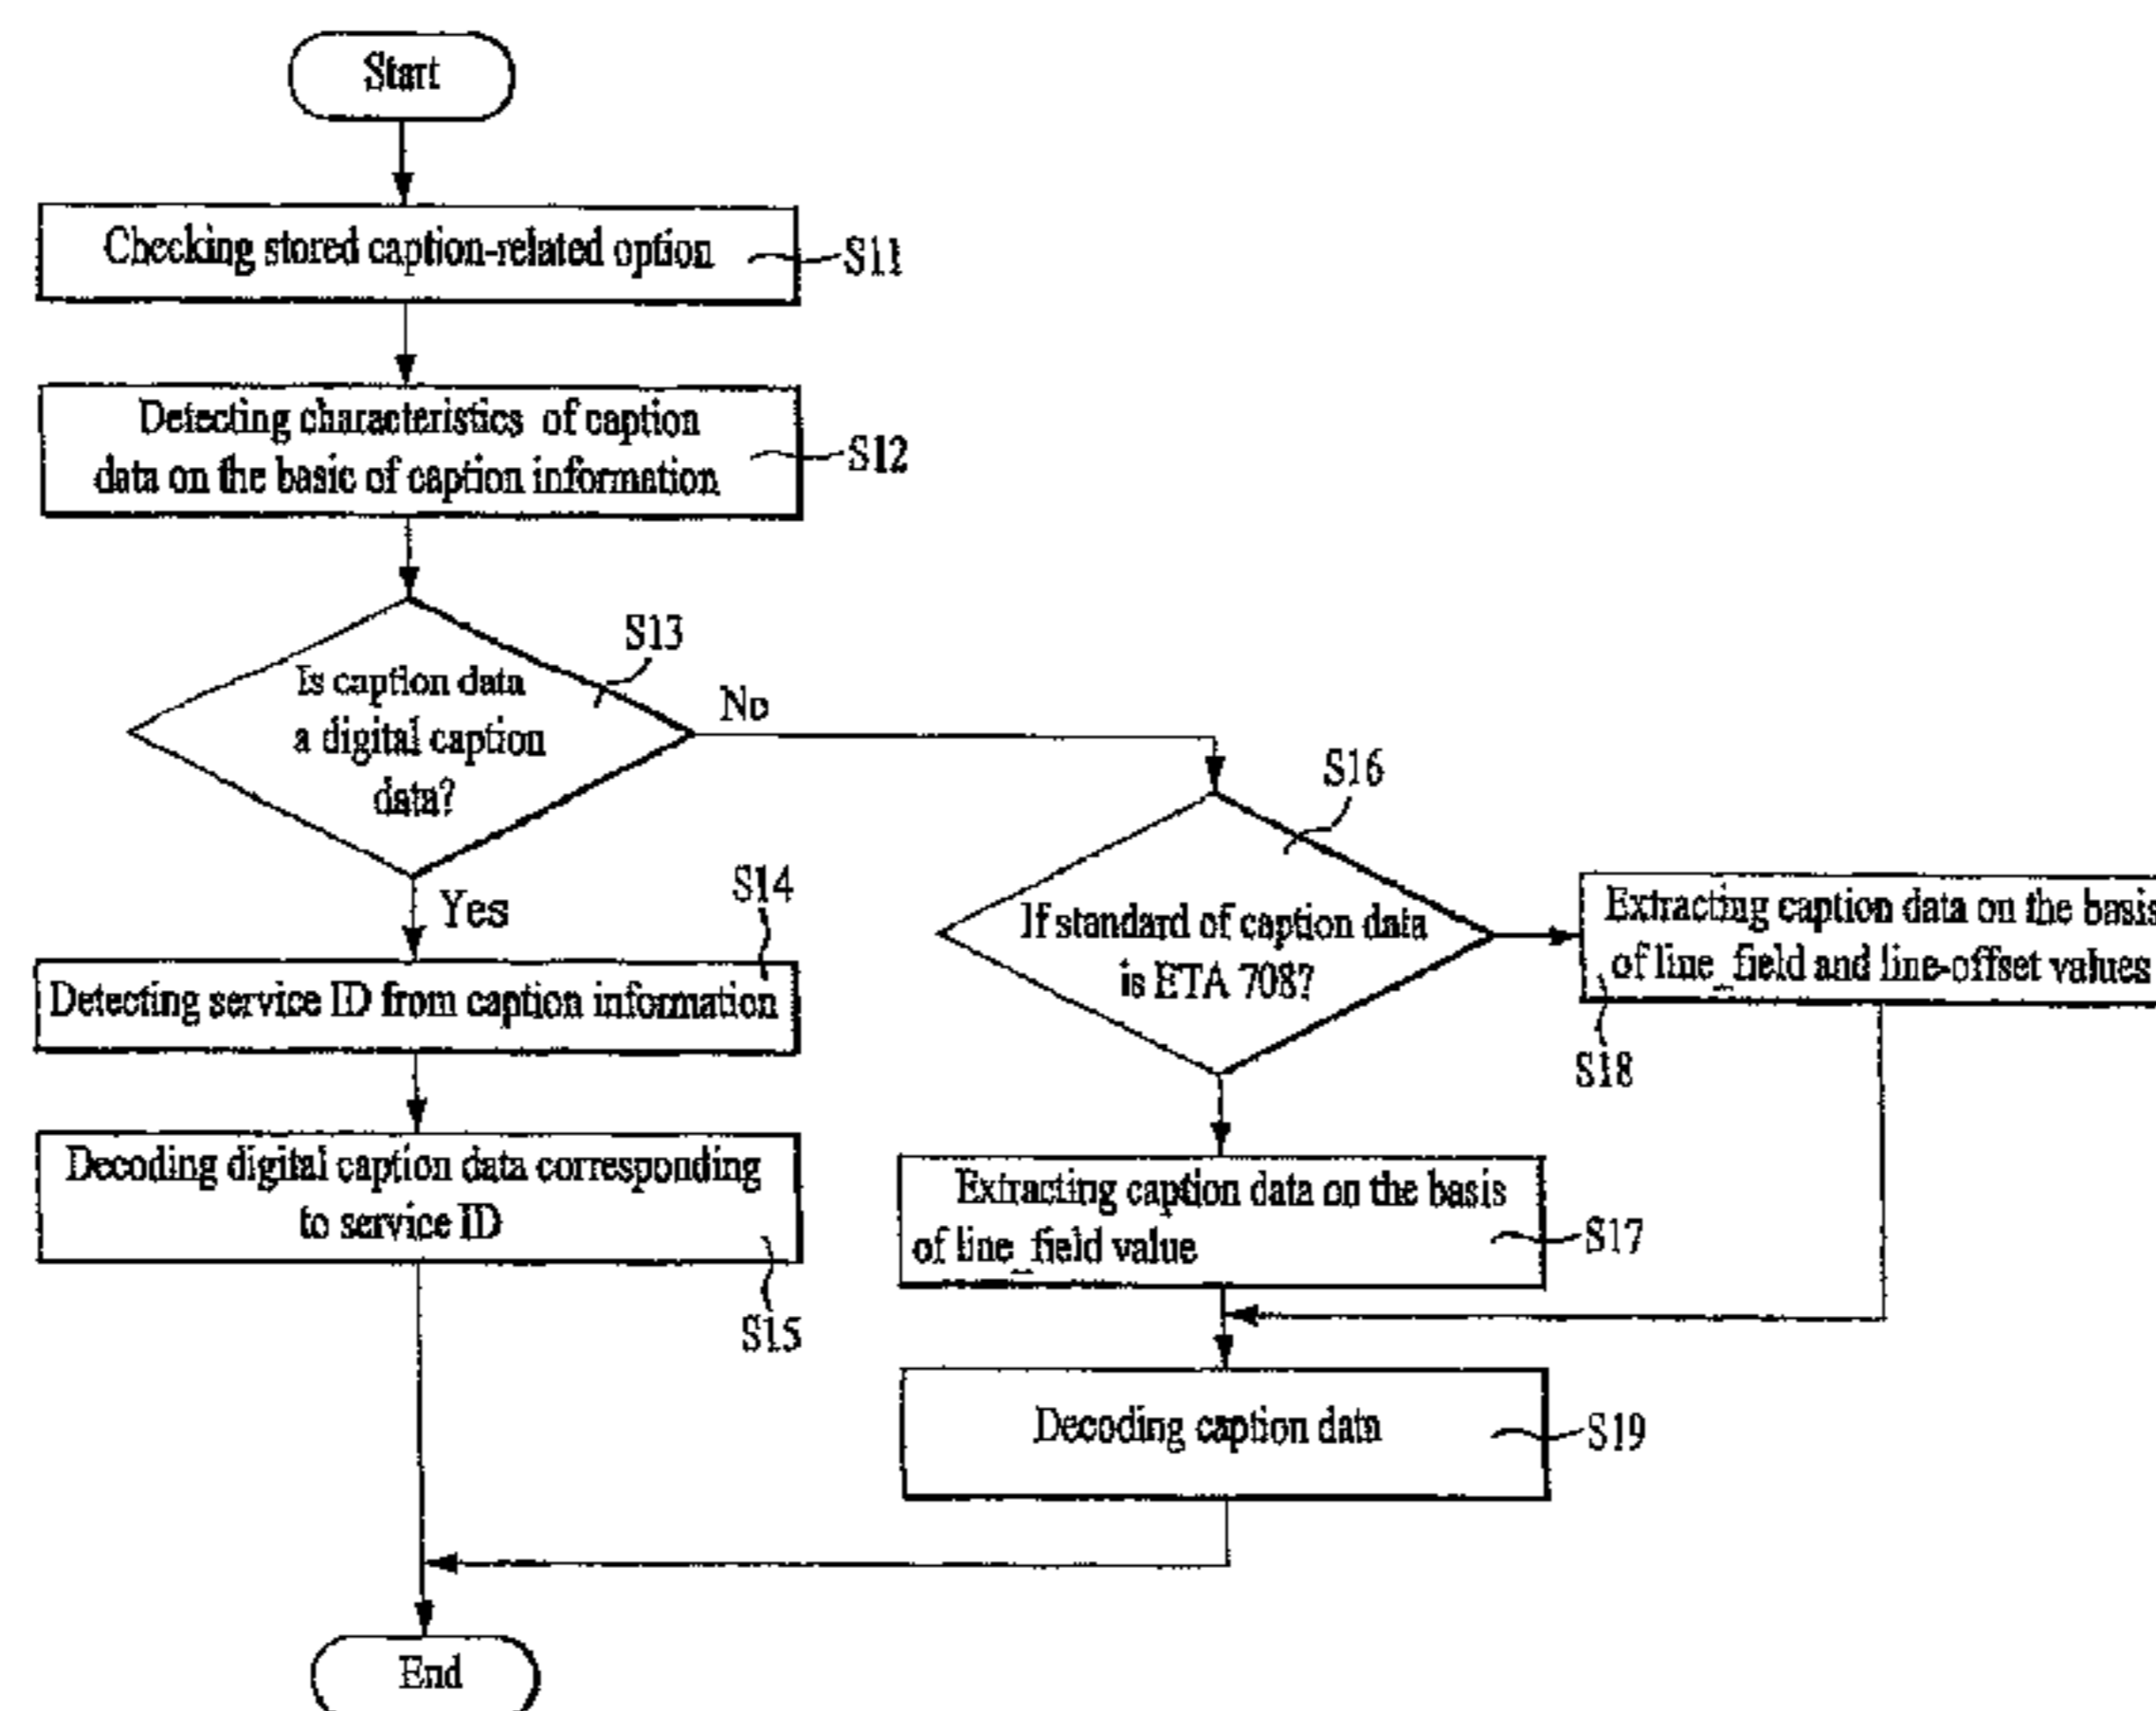 Start
Checking stored caption-related option
S11
Detecting characteristics of caption
data on the basic of caption information
S12
S13
Is caption data
a digital caption
data?
No
Yes
S14
Detecting service ID from caption information
Decoding digital caption data corresponding
to service ID
S15
S16
If standard of caption data
is ETA 708?
Extracting caption data on the basis
of line_field and line-offset values
S18
Extracting caption data on the basis
of line_field value
S17
Decoding caption data
S19
End